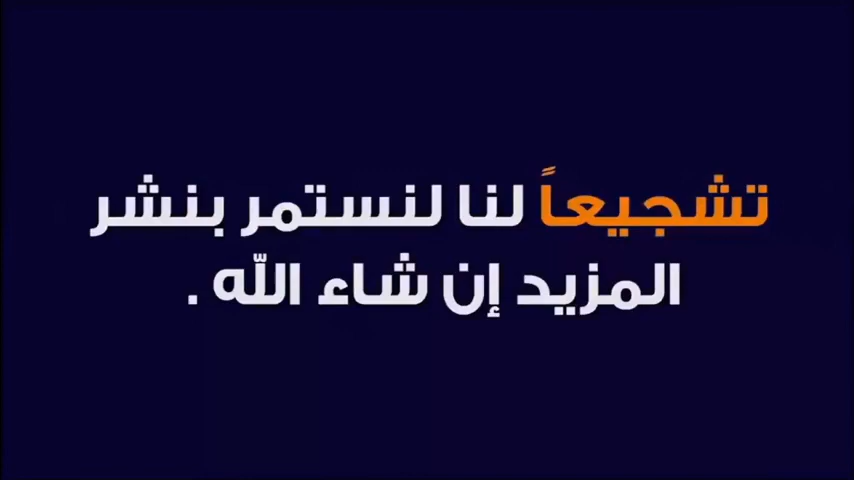 تشجيعاً لنا لنستمر بنشر
المزيد إن شاء الله .